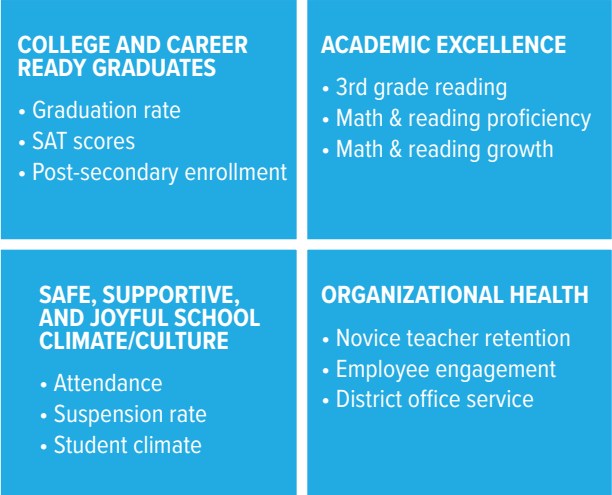 COLLEGE AND CAREER
READY GRADUATES
• Graduation rate
• SAT scores
• Post-secondary enrollment
ACADEMIC EXCELLENCE
• 3rd grade reading
• Math & reading proficiency
• Math & reading growth
SAFE, SUPPORTIVE,
AND JOYFUL SCHOOL
CLIMATE/CULTURE
• Attendance
• Suspension rate
• Student climate
ORGANIZATIONAL HEALTH
• Novice teacher retention
• Employee engagement
• District office service